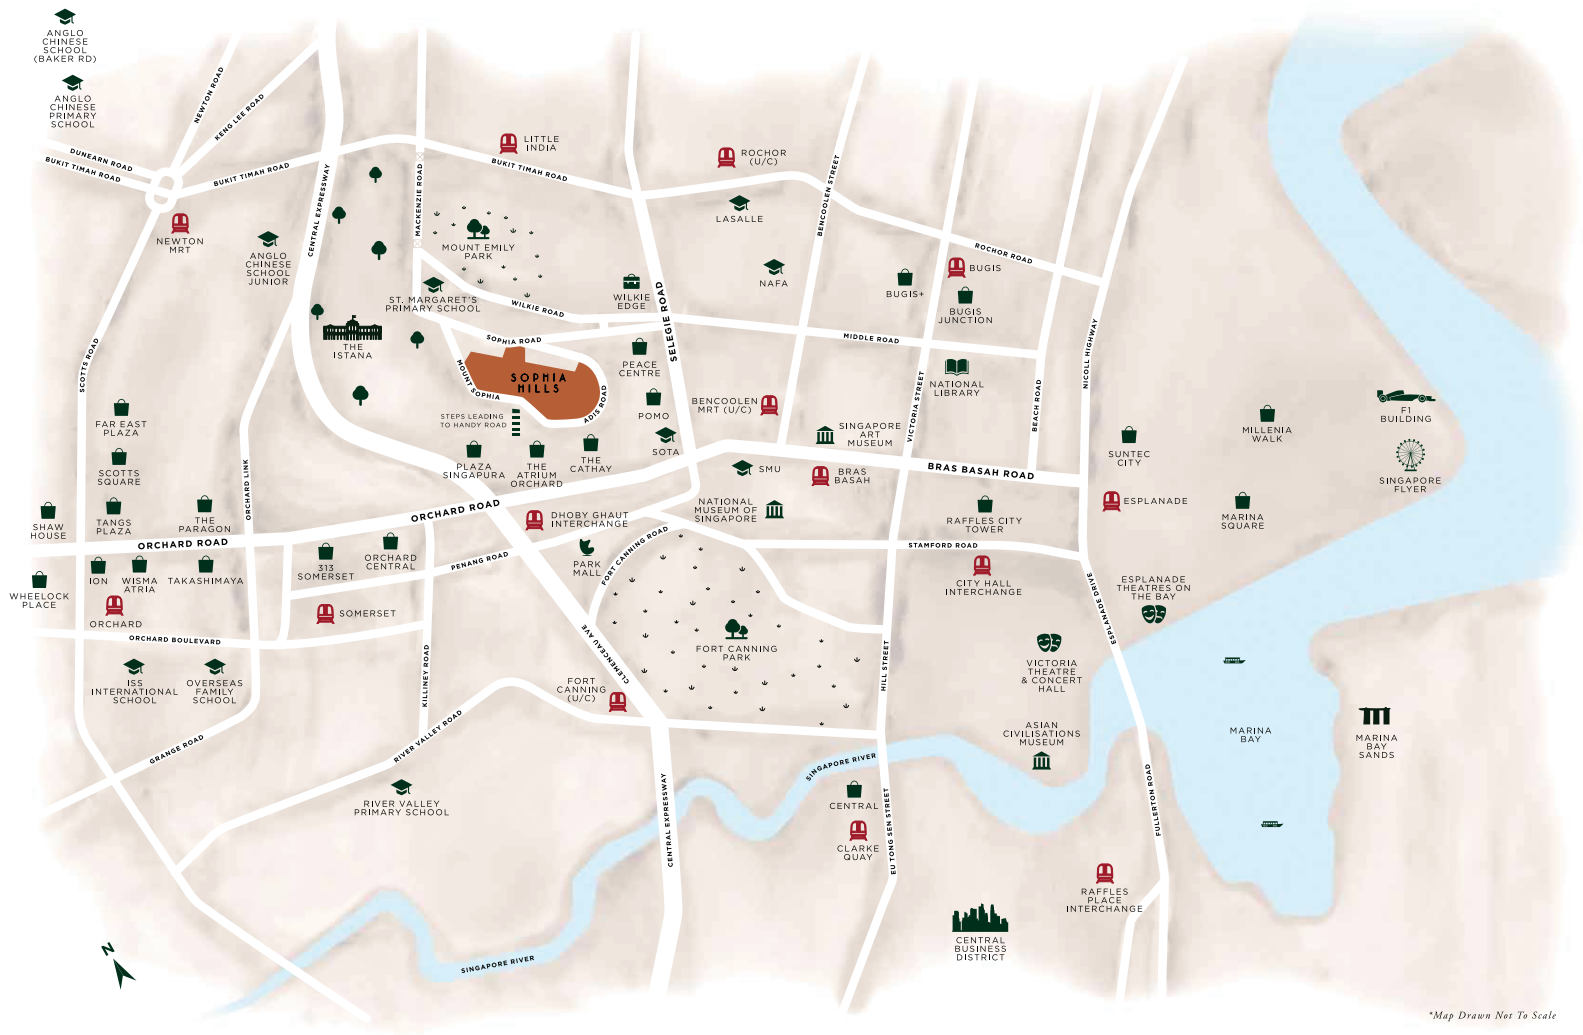 ANGLO
CHINESE
SCHOOL
(BAKER RD)
ANGLO
CHINESE
PRIMARY
SCHOOL
NEWTON ROAD
KENG LEE ROAD
DUNEARN ROAD
BUKIT TIMAH ROAD
BUKIT TIMAH ROAD
NEWTON
MRT
ANGLO
CHINESE
SCHOOL
JUNIOR
CENTRAL EXPRESSWAY
MACKENZIE ROAD
LITTLE
INDIA
BUKIT TIMAH ROAD
ROCHOR
(U/C)
LASALLE
BENCOOLEN STREET
MOUNT EMILY
PARK
NAFA
ROCHOR ROAD
BUGIS
BUGIS+
BUGIS
JUNCTION
ST. MARGARET'S
PRIMARY SCHOOL
WILKIE ROAD
WILKIE
EDGE
SELEGIE ROAD
THE
ISTANA
SOPHIA ROAD
MOUNT SOPHIA
SOPHIA
HILLS
ADIS ROAD
PEACE
CENTRE
MIDDLE ROAD
NICOLL HIGHWAY
SCOTTS ROAD
VICTORIA STREET
NATIONAL
LIBRARY
BEACH ROAD
STEPS LEADING
TO HANDY ROAD
POMO
BENCOOLEN
MRT (U/C)
SINGAPORE
ART
MUSEUM
MILLENIA
WALK
F1
BUILDING
FAR EAST
PLAZA
SCOTTS
SQUARE
PLAZA
SINGAPURA
THE
ATRIUM
ORCHARD
THE
CATHAY
SOTA
SMU
BRAS
BASAH
BRAS BASAH ROAD
SUNTEC
CITY
SINGAPORE
FLYER
ORCHARD LINK
SHAW
HOUSE
TANGS
PLAZA
THE
PARAGON
ORCHARD ROAD
ORCHARD ROAD
DHOBY GHAUT
INTERCHANGE
NATIONAL
MUSEUM OF
SINGAPORE
RAFFLES CITY
TOWER
ESPLANADE
MARINA
SQUARE
WHEELOCK
PLACE
ION
WISMA
ATRIA
TAKASHIMAYA
313
SOMERSET
ORCHARD
CENTRAL
PENANG ROAD
PARK
MALL
FORT CANNING ROAD
STAMFORD ROAD
CITY HALL
INTERCHANGE
ESPLANADE DRIVE
ESPLANADE
THEATRES ON
THE BAY
ORCHARD
SOMERSET
ORCHARD BOULEVARD
ISS
INTERNATIONAL
SCHOOL
OVERSEAS
FAMILY
SCHOOL
KILLINEY ROAD
CLEMENCEAU AVE
FORT CANNING
PARK
HILL STREET
VICTORIA
THEATRE
& CONCERT
HALL
FORT
CANNING
(U/C)
GRANGE ROAD
RIVER VALLEY ROAD
ASIAN
CIVILISATIONS
MUSEUM
MARINA
BAY
MARINA
BAY
SANDS
RIVER VALLEY
PRIMARY SCHOOL
CENTRAL EXPRESSWAY
SINGAPORE RIVER
CENTRAL
CLARKE
QUAY
EU TONG SEN STREET
FULLERTON ROAD
RAFFLES
PLACE
INTERCHANGE
CENTRAL
BUSINESS
DISTRICT
N
SINGAPORE RIVER
*Map Drawn Not To Scale